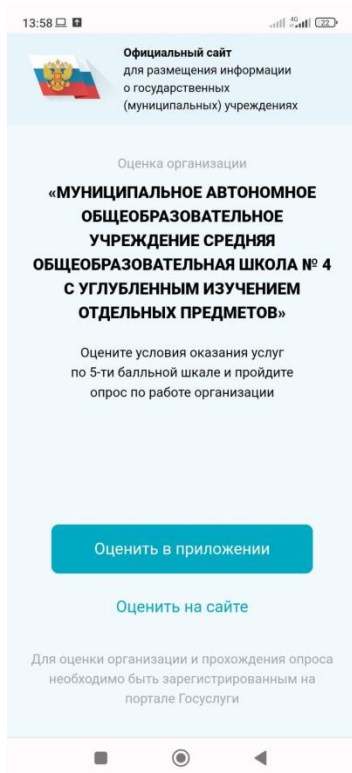 13:58
4G
22
Официальный сайт
для размещения информации
о государственных
(муниципальных) учреждениях
Оценка организации
«МУНИЦИПАЛЬНОЕ АВТОНОМНОЕ
ОБЩЕОБРАЗОВАТЕЛЬНОЕ
УЧРЕЖДЕНИЕ СРЕДНЯЯ
ОБЩЕОБРАЗОВАТЕЛЬНАЯ ШКОЛА № 4
С УГЛУБЛЕННЫМ ИЗУЧЕНИЕМ
ОТДЕЛЬНЫХ ПРЕДМЕТОВ»
Оцените условия оказания услуг
по 5-ти балльной шкале и пройдите
опрос по работе организации
Оценить в приложении
Оценить на сайте
Для оценки организации и прохождения опроса
необходимо быть зарегистрированным на
портале Госуслуги